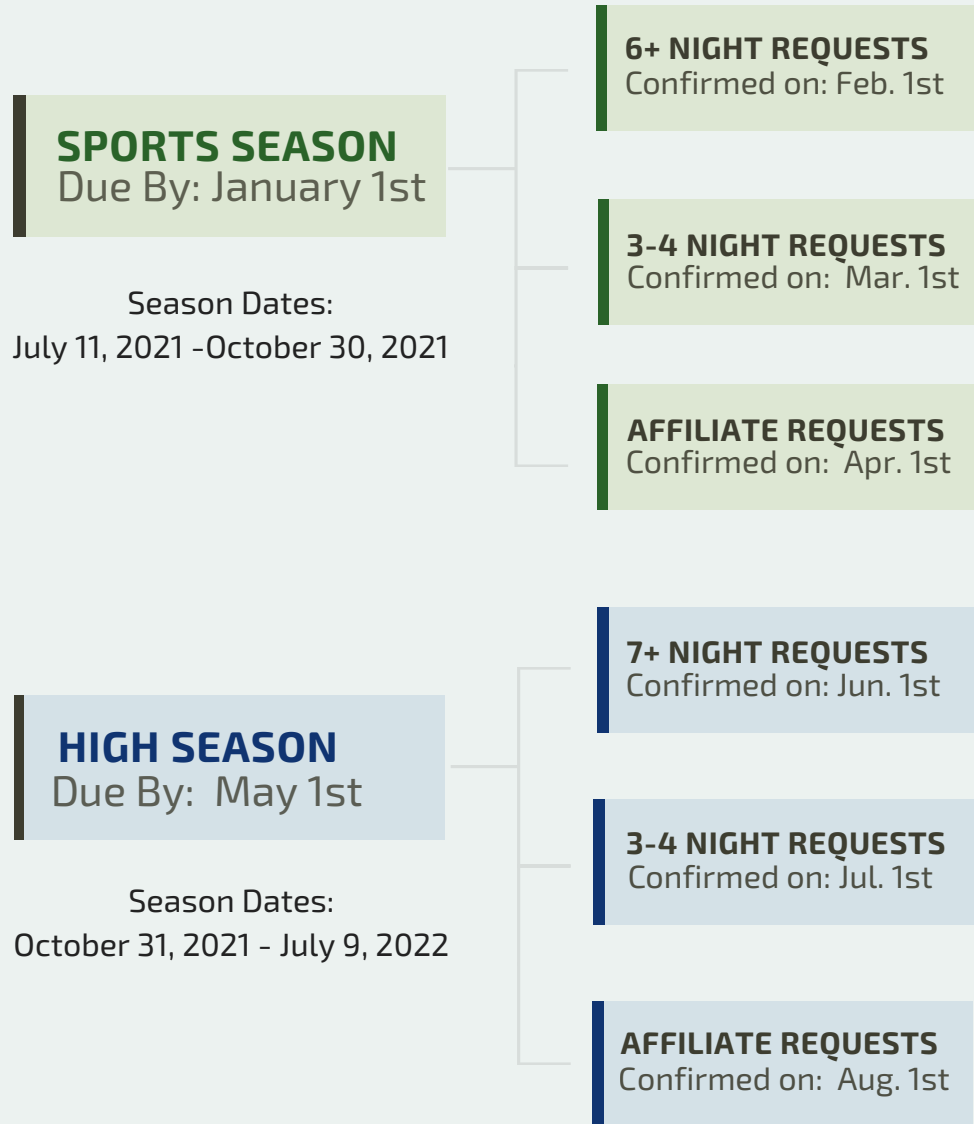 SPORTS SEASON
Due By: January 1st
Season Dates:
July 11, 2021 -October 30, 2021
6+ NIGHT REQUESTS
Confirmed on: Feb. 1st
3-4 NIGHT REQUESTS
Confirmed on: Mar. 1st
AFFILIATE REQUESTS
Confirmed on: Apr. 1st
HIGH SEASON
Due By: May 1st
Season Dates:
October 31, 2021 - July 9, 2022
7+ NIGHT REQUESTS
Confirmed on: Jun. 1st
3-4 NIGHT REQUESTS
Confirmed on: Jul. 1st
AFFILIATE REQUESTS
Confirmed on: Aug. 1st